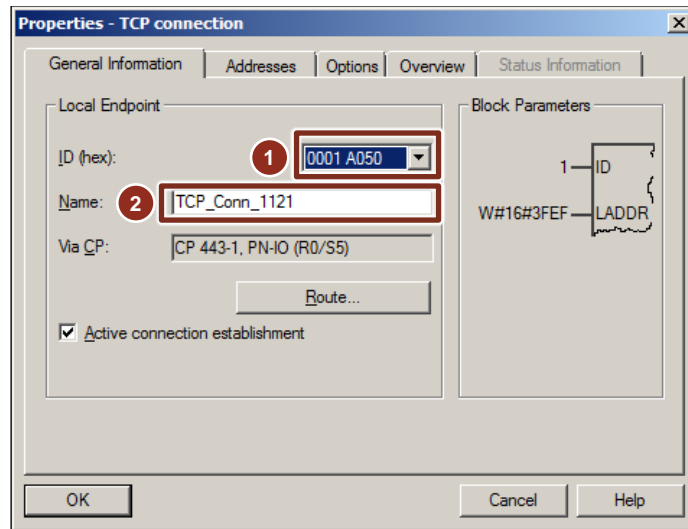 Properties - TCP connection
General Information
Addresses
Options
Overview
Status Information
Local Endpoint
Block Parameters
ID (hex):
1
0001 A050
1
ID
Name:
2
TCP_Conn_1121
W#16#3FEF
LADDR
Via CP:
CP 443-1, PN-IO (R0/S5)
Route...
Active connection establishment
OK
Cancel
Help